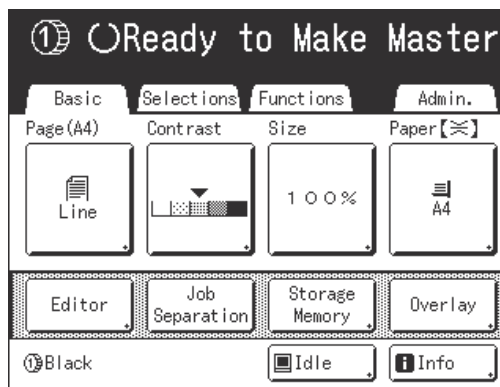 ① Ready to Make Master
Basic Selections Functions Admin.
Page(A4) Contrast Size Paper【※】
Line 100% A4
Editor Job Separation Storage Memory Overlay
①Black Idle Info